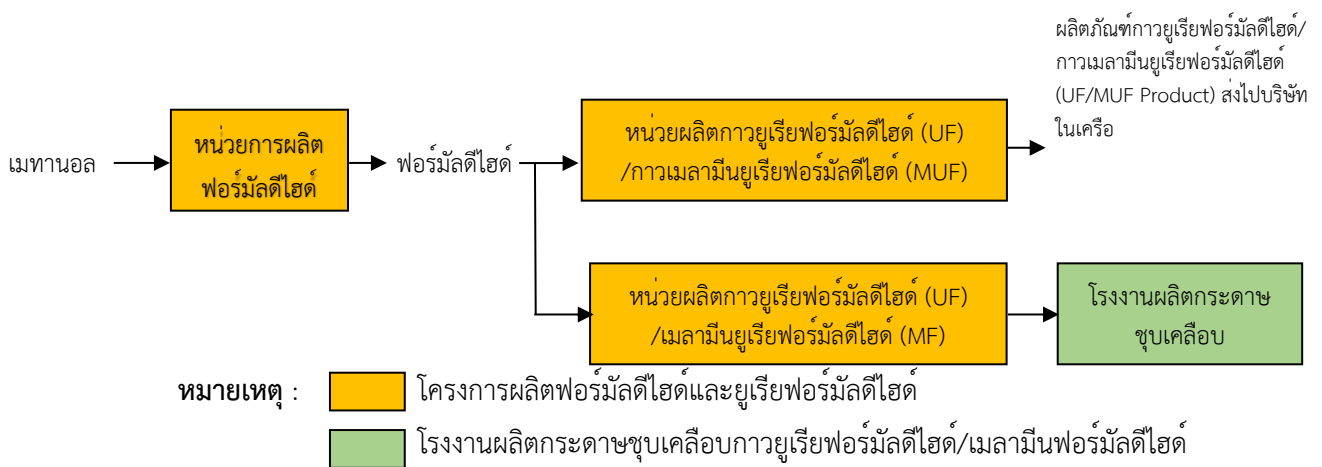 ผลิตภัณฑ์กาวยูเรียฟอร์มัลดีไฮด์/
กาวเมลามีนยูเรียฟอร์มัลดีไฮด์
(UF/MUF Product) ส่งไปบริษัท
ในเครือ
เมทานอล
หน่วยการผลิต
ฟอร์มัลดีไฮด์
ฟอร์มัลดีไฮด์
หน่วยผลิตกาวยูเรียฟอร์มัลดีไฮด์ (UF)
/กาวเมลามีนยูเรียฟอร์มัลดีไฮด์ (MUF)
หน่วยผลิตกาวยูเรียฟอร์มัลดีไฮด์ (UF)
/เมลามีนยูเรียฟอร์มัลดีไฮด์ (MF)
โรงงานผลิตกระดาษ
ชุบเคลือบ
หมายเหตุ :
โครงการผลิตฟอร์มัลดีไฮด์และยูเรียฟอร์มัลดีไฮด์
โรงงานผลิตกระดาษชุบเคลือบกาวยูเรียฟอร์มัลดีไฮด์/เมลามีนฟอร์มัลดีไฮด์